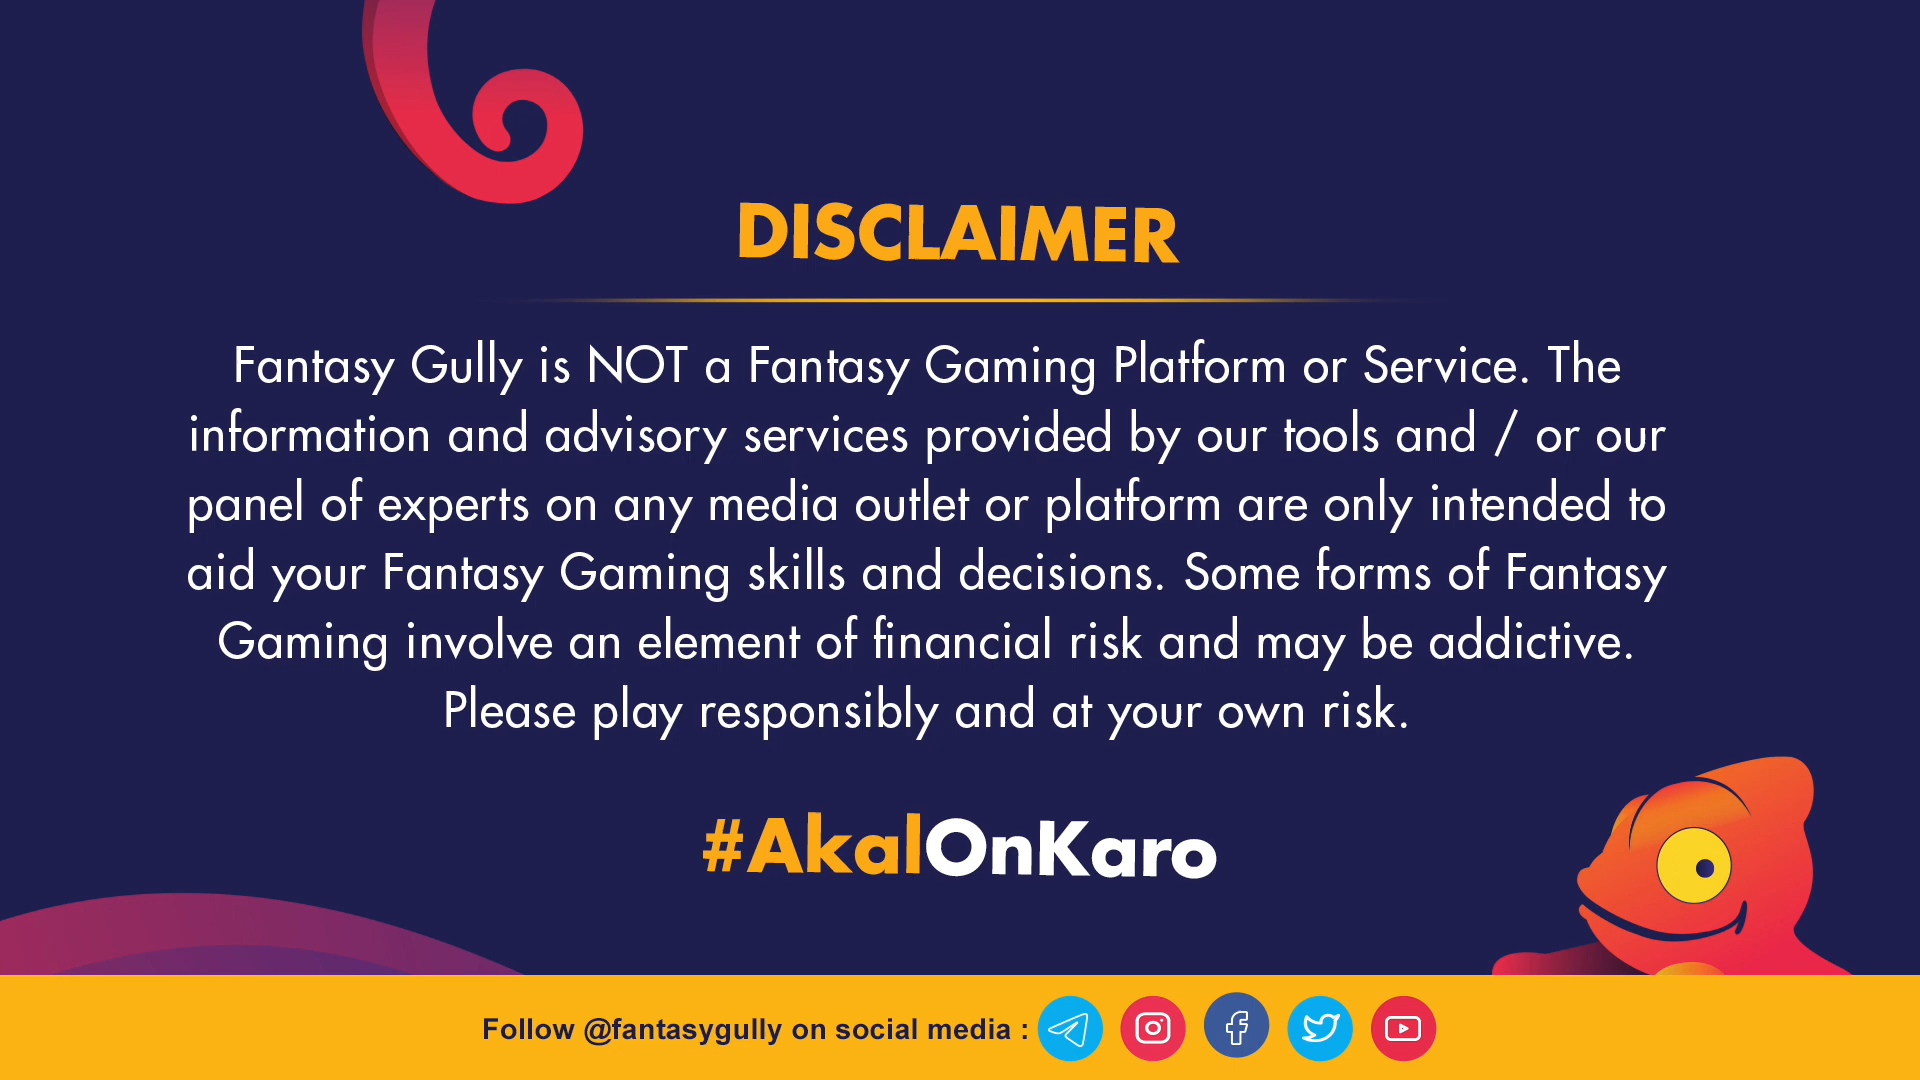 DISCLAIMER
Fantasy Gully is NOT a Fantasy Gaming Platform or Service. The
information and advisory services provided by our tools and / or our
panel of experts on any media outlet or platform are only intended to
aid your Fantasy Gaming skills and decisions. Some forms of Fantasy
Gaming involve an element of financial risk and may be addictive.
Please play responsibly and at your own risk.
#AkalOnKaro
Follow @fantasygully on social media :